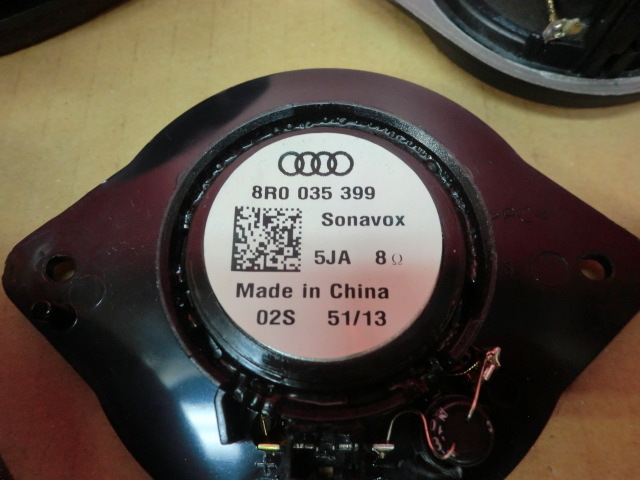 8R0 035 399
Sonavox
5JA 8Ω
Made in China
02S 51/13